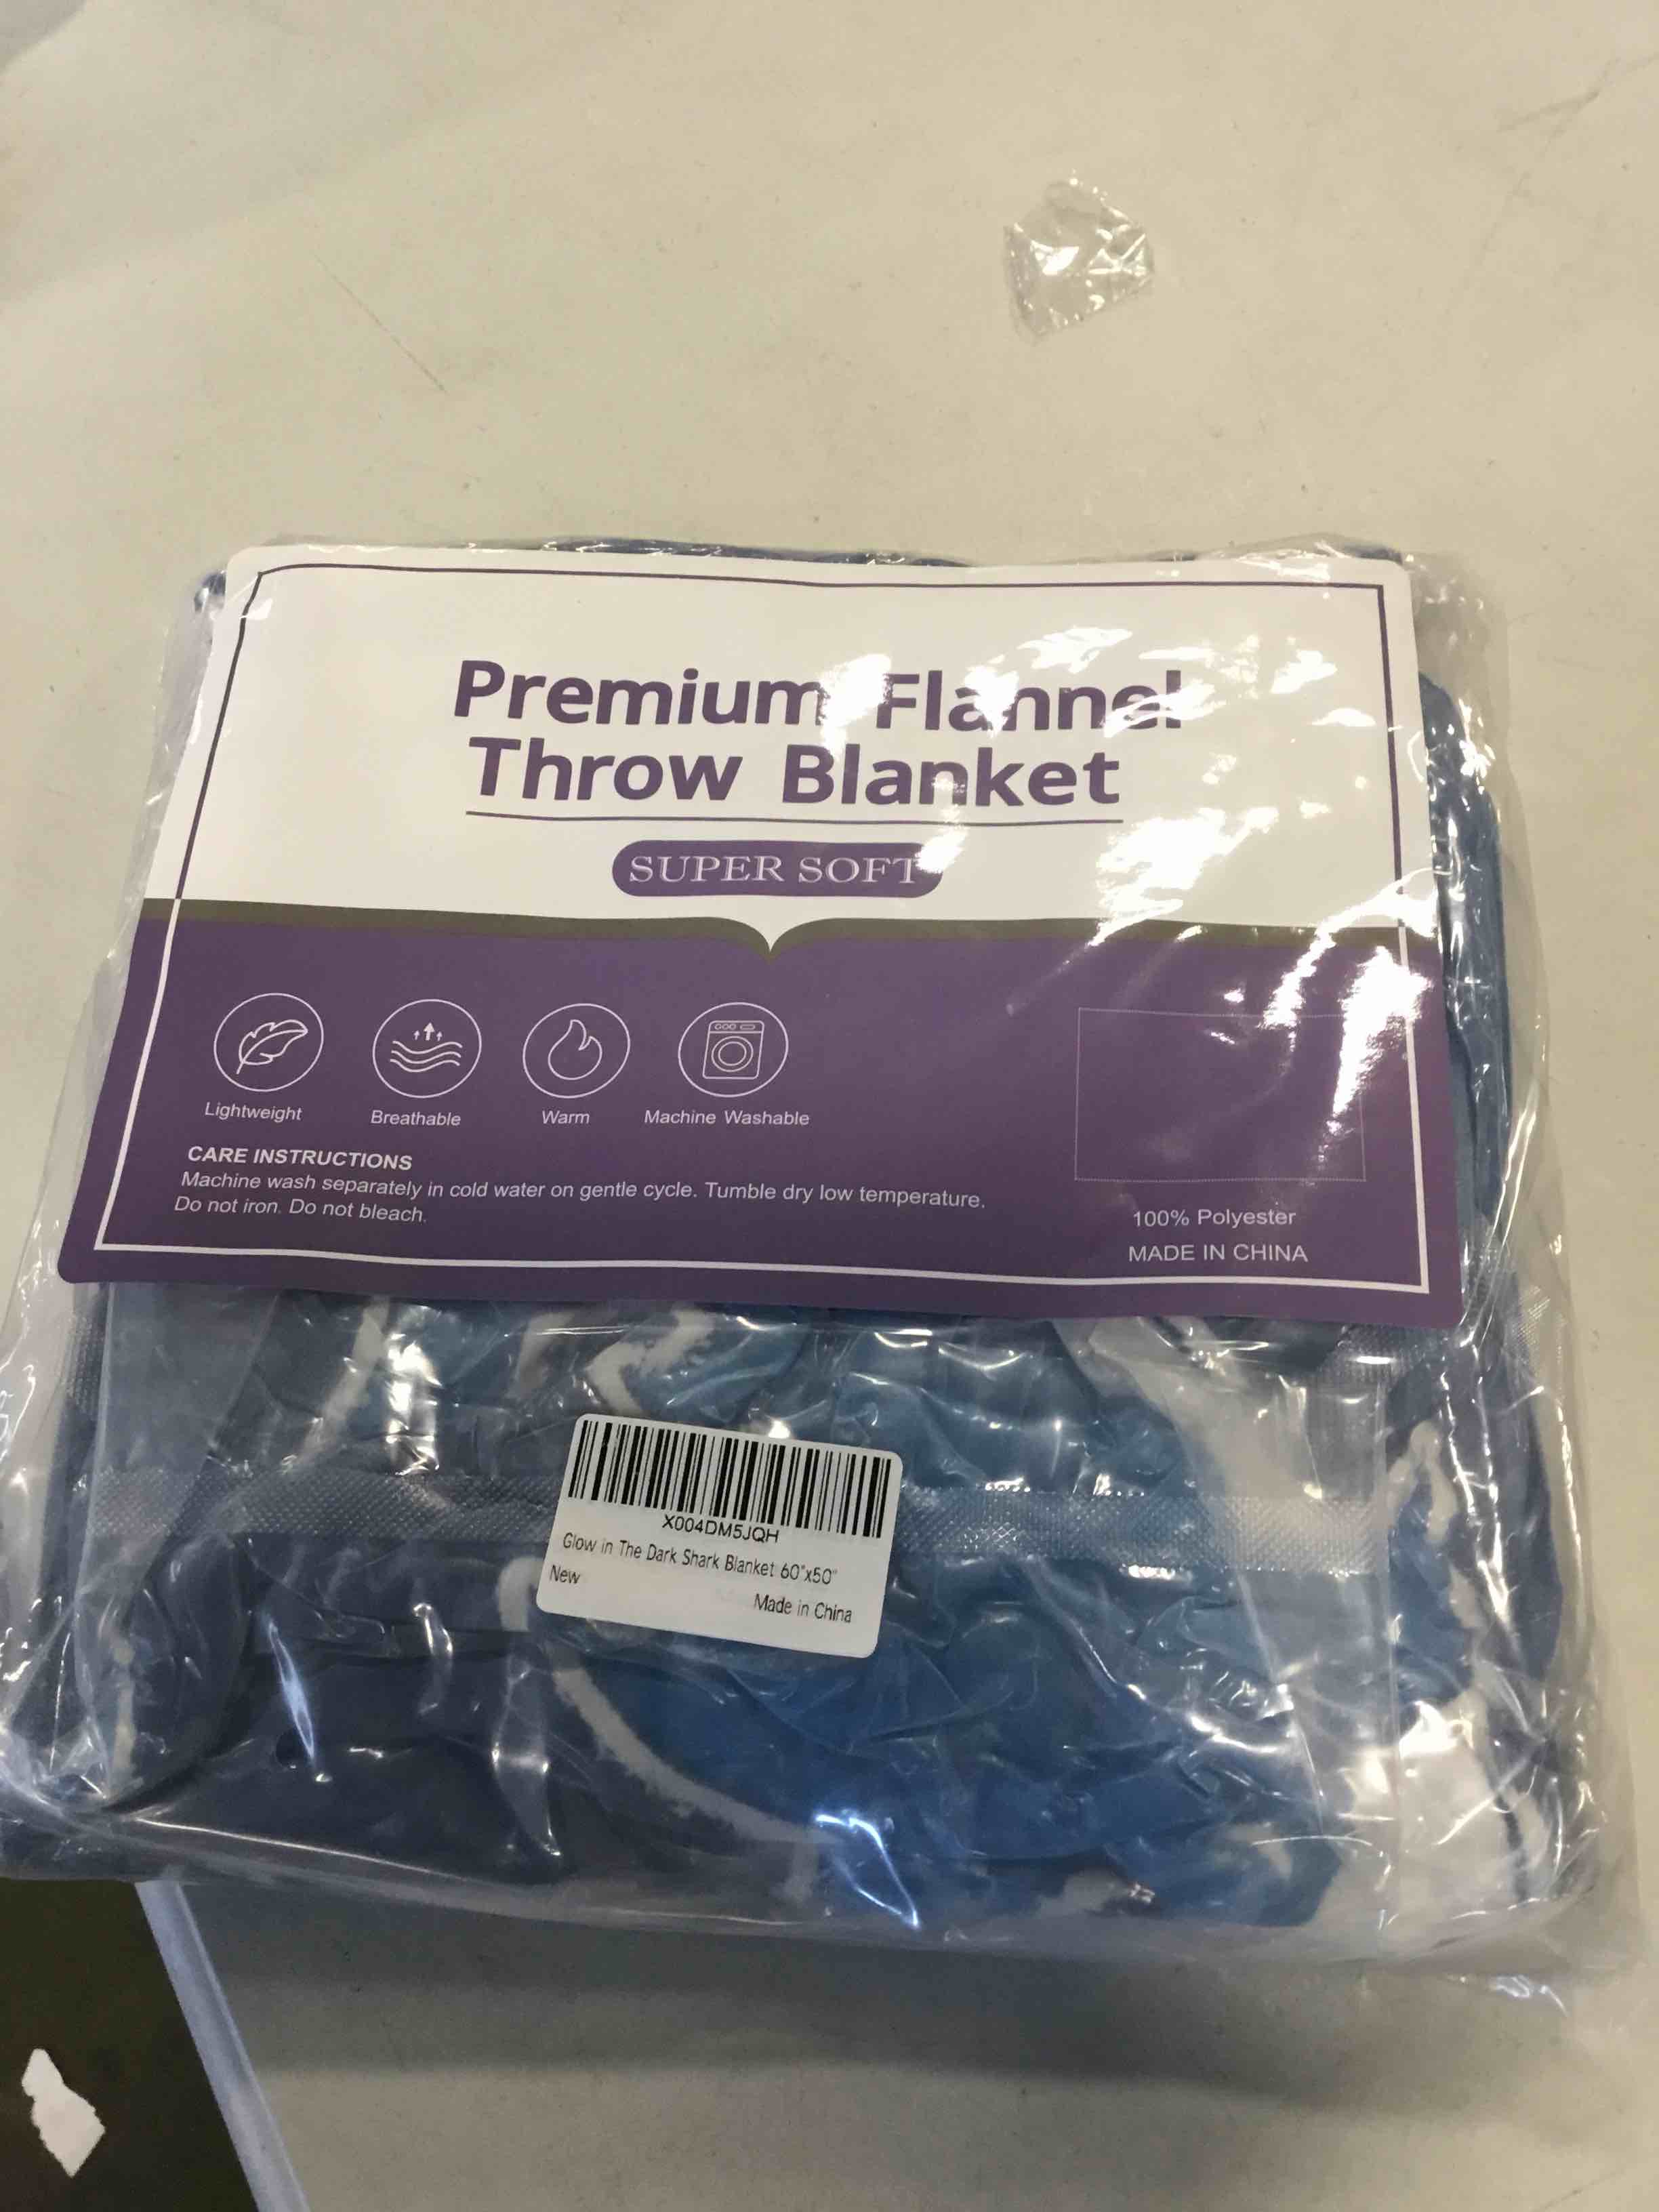 Premium Flannel
Throw Blanket
SUPER SOFT
Lightweight
Breathable
Warm
Machine Washable
CARE INSTRUCTIONS
Machine wash separately in cold water on gentle cycle. Tumble dry low temperature.
Do not iron. Do not bleach.
100% Polyester
MADE IN CHINA
X004DM5JQH
Glow in The Dark Shark Blanket 60"x50"
New
Made in China